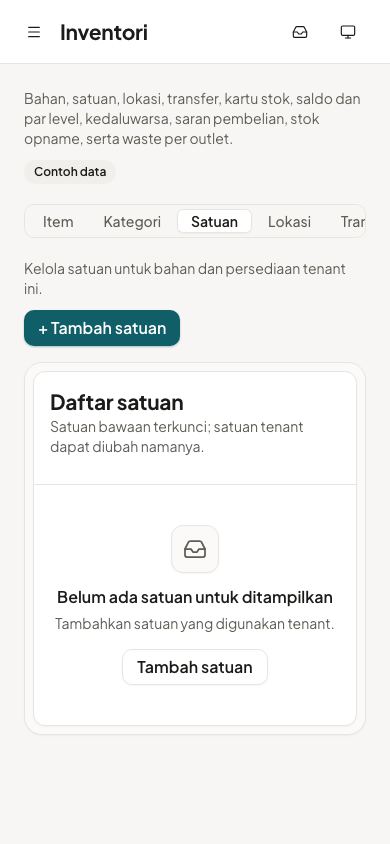 Inventori
Bahan, satuan, lokasi, transfer, kartu stok, saldo dan
par level, kedaluwarsa, saran pembelian, stok
opname, serta waste per outlet.
Contoh data
Item Kategori Satuan Lokasi Trar
Kelola satuan untuk bahan dan persediaan tenant
ini.
+ Tambah satuan
Daftar satuan
Satuan bawaan terkunci; satuan tenant
dapat diubah namanya.
Belum ada satuan untuk ditampilkan
Tambahkan satuan yang digunakan tenant.
Tambah satuan